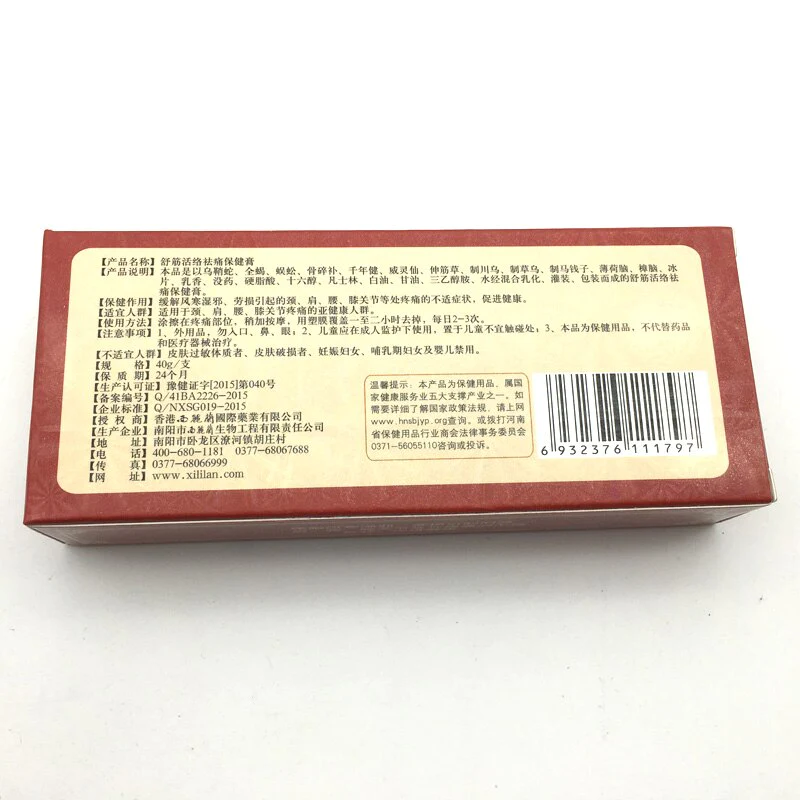 【产品名称】舒筋活络祛痛保健膏
【产品说明】本品是以乌鞘蛇、全蝎、蜈蚣、骨碎补、千年健、威灵仙、伸筋草、制川乌、制草乌、制马钱子、薄荷脑、樟脑、冰
片、乳香、没药、硬脂酸、十六醇、凡士林、白油、甘油、三乙醇胺、水经混合乳化、灌装、包装而成的舒筋活络祛
痛保健膏。
【保健作用】缓解风寒湿邪、劳损引起的颈、肩、腰、膝关节等处疼痛的不适症状，促进健康。
【适宜人群】适用于颈、肩、腰、膝关节疼痛的亚健康人群。
【使用方法】涂擦在疼痛部位，稍加按摩，用塑膜覆盖一至二小时去掉，每日2-3次。
【注意事项】1、外用品，勿入口、鼻、眼；2、儿童应在成人监护下使用，置于儿童不宜触碰处；3、本品为保健用品，不代替药品
和医疗器械治疗。
【不适宜人群】皮肤过敏体质者、皮肤破损者、妊娠妇女、哺乳期妇女及婴儿禁用。
【规 格】40g/支
【保 质 期】24个月
【生产许可证】豫健证字[2015]第040号
【备案编号】Q/41BA2226-2015
【企业标准】Q/NXSG019-2015
【授 权 商】香港西麗蘭國際藥業有限公司
【生产企业】南阳市西麗蘭生物工程有限责任公司
【地 址】南阳市卧龙区潦河镇胡庄村
【电 话】400-680-1181 0377-68067688
【传 真】0377-68066999
【网 址】www.xililan.com
温馨提示：本产品为保健用品，属国
家健康服务业五大支撑产业之一。如
需要详细了解国家政策法规，请上网
www.hnsbjyp.org查询。或拨打河南
省保健用品行业商会法律事务委员会
0371-56055110咨询或投诉。
6 932376 111797